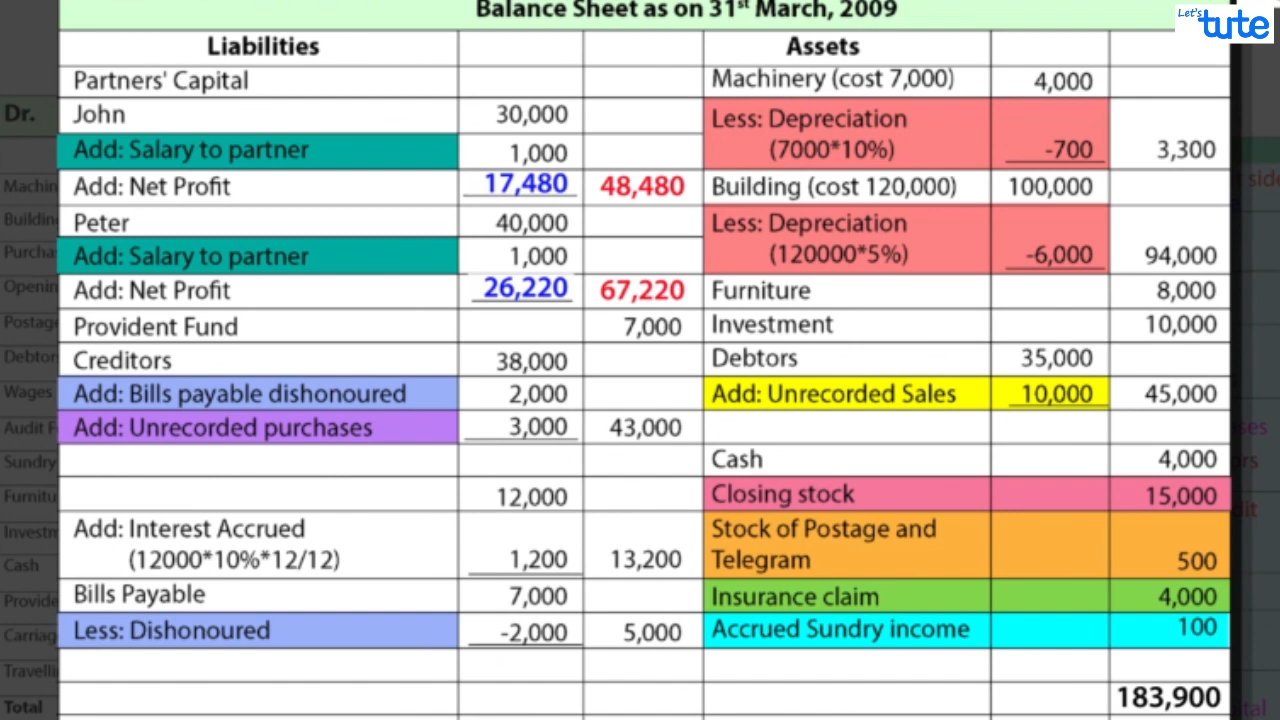 Let's tute
Balance Sheet as on 31st March, 2009
Liabilities Assets
Partners' Capital Machinery (cost 7,000) 4,000
John 30,000 Less: Depreciation
Add: Salary to partner 1,000 (7000*10%) -700 3,300
Add: Net Profit 17,480 48,480 Building (cost 120,000) 100,000
Peter 40,000 Less: Depreciation
Add: Salary to partner 1,000 (120000*5%) -6,000 94,000
Add: Net Profit 26,220 67,220 Furniture 8,000
Provident Fund 7,000 Investment 10,000
Creditors 38,000 Debtors 35,000
Add: Bills payable dishonoured 2,000 Add: Unrecorded Sales 10,000 45,000
Add: Unrecorded purchases 3,000 43,000
Cash 4,000
12,000 Closing stock 15,000
Add: Interest Accrued Stock of Postage and
(12000*10%*12/12) 1,200 13,200 Telegram 500
Bills Payable 7,000 Insurance claim 4,000
Less: Dishonoured -2,000 5,000 Accrued Sundry income 100
183,900
Dr.
Wages
Sundry
Cash
Total